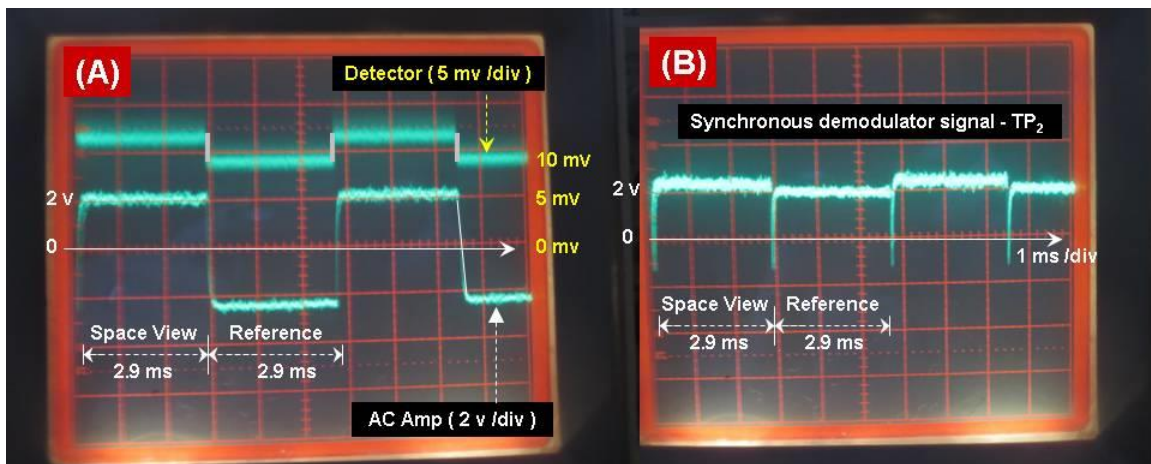 (A)
Detector ( 5 mv /div )
10 mv
2 v
5 mv
0
0 mv
Space View
Reference
2.9 ms
2.9 ms
AC Amp ( 2 v /div )
(B)
Synchronous demodulator signal - TP₂
2 v
0
1 ms /div
Space View
Reference
2.9 ms
2.9 ms